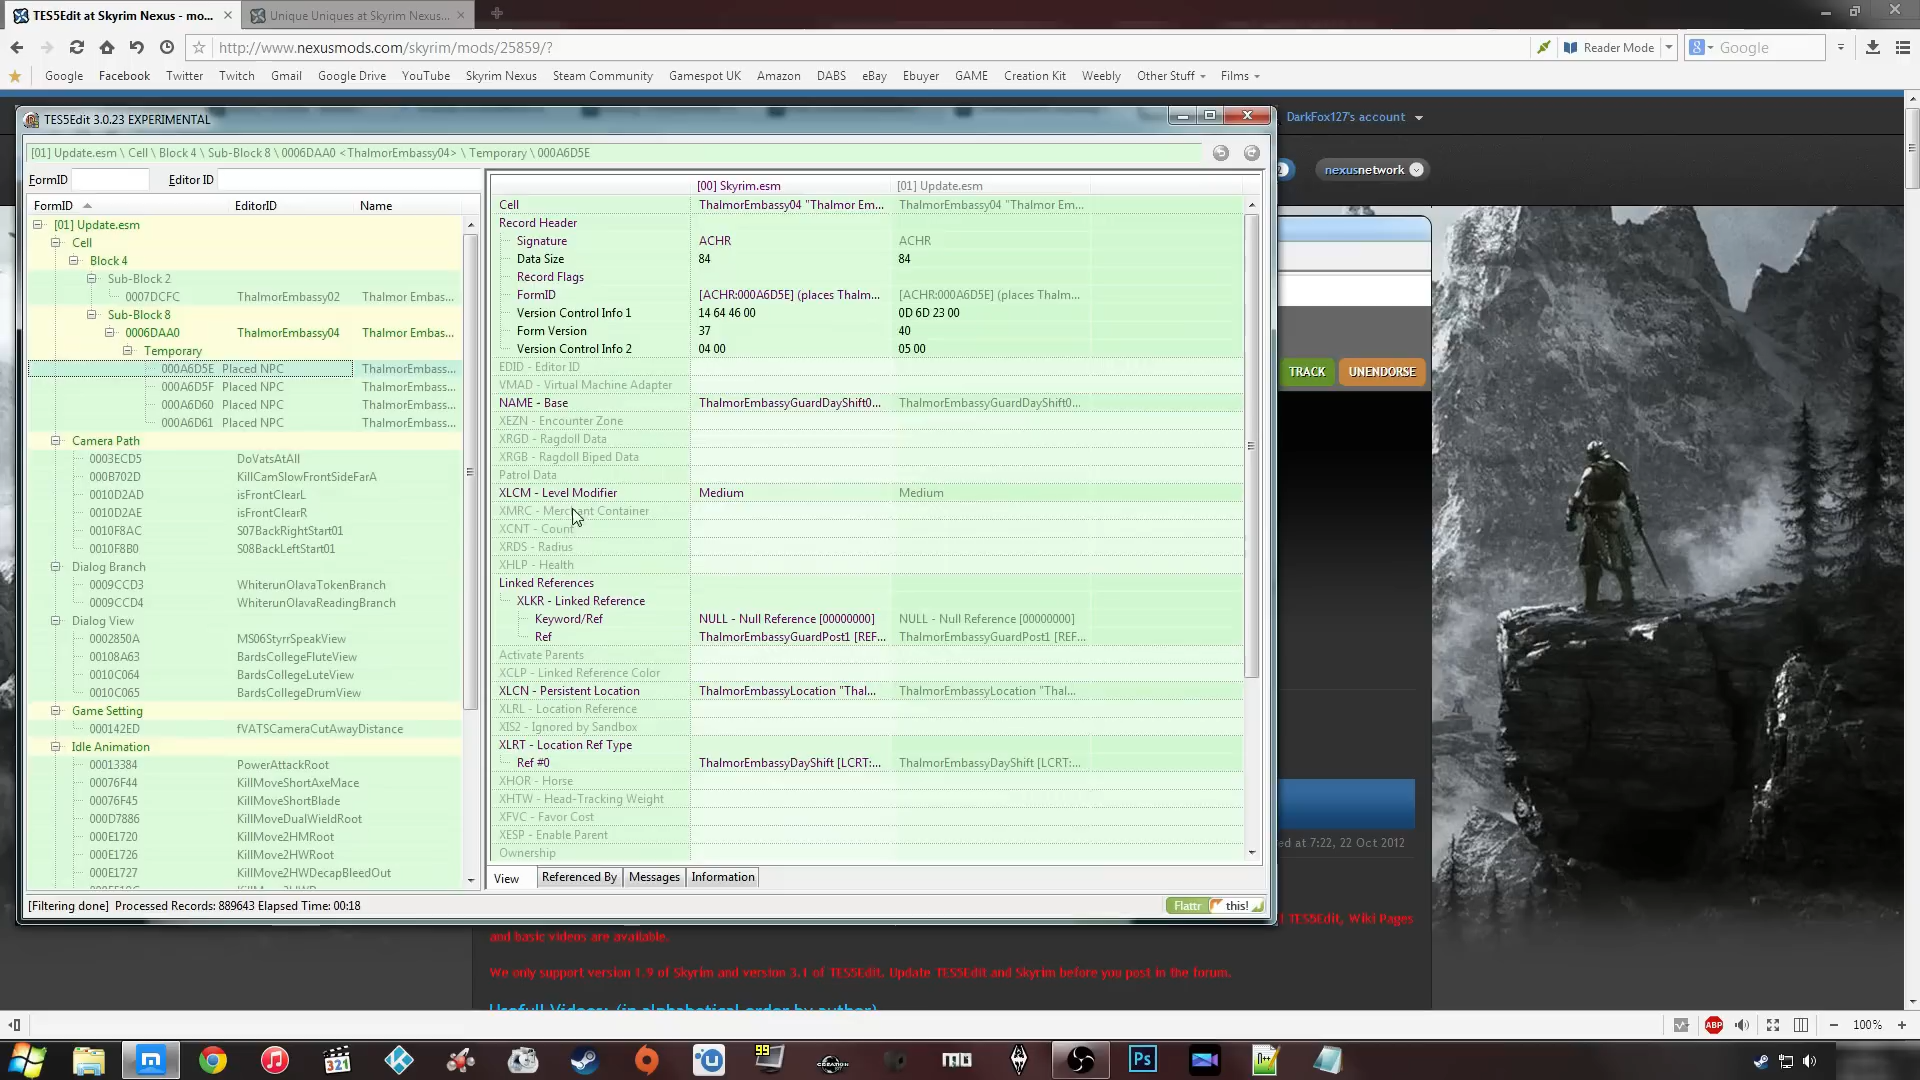 TES5Edit at Skyrim Nexus - mo...
Unique Uniques at Skyrim Nexus...
http://www.nexusmods.com/skyrim/mods/25859/?
Reader Mode
Google
Google Facebook Twitter Twitch Gmail Google Drive YouTube Skyrim Nexus Steam Community Gamespot UK Amazon DABS eBay Ebuyer GAME Creation Kit Weebly Other Stuff Films
TES5Edit 3.0.23 EXPERIMENTAL
DarkFox127's account
[01] Update.esm \ Cell \ Block 4 \ Sub-Block 8 \ 0006DAA0 <ThalmorEmbassy04> \ Temporary \ 000A6D5E
nexusnetwork
FormID
Editor ID
FormID EditorID Name
[01] Update.esm
Cell
Block 4
Sub-Block 2
0007DCFC ThalmorEmbassy02 Thalmor Embas...
Sub-Block 8
0006DAA0 ThalmorEmbassy04 Thalmor Embas...
Temporary
000A6D5E Placed NPC ThalmorEmbass...
000A6D5F Placed NPC ThalmorEmbass...
000A6D60 Placed NPC ThalmorEmbass...
000A6D61 Placed NPC ThalmorEmbass...
Camera Path
0003ECD5 DoVatsAtAll
000B702D KillCamSlowFrontSideFarA
0010D2AD isFrontClearL
0010D2AE isFrontClearR
0010F8AC S07BackRightStart01
0010F8B0 S08BackLeftStart01
Dialog Branch
0009CCD3 WhiterunOlavaTokenBranch
0009CCD4 WhiterunOlavaReadingBranch
Dialog View
0002850A MS06StyrrSpeakView
00108A63 BardsCollegeFluteView
0010C064 BardsCollegeLuteView
0010C065 BardsCollegeDrumView
Game Setting
000142ED fVATSCameraCutAwayDistance
Idle Animation
00013384 PowerAttackRoot
00076F44 KillMoveShortAxeMace
00076F45 KillMoveShortBlade
000D7886 KillMoveDualWieldRoot
000E1720 KillMove2HMRoot
000E1726 KillMove2HWRoot
000E1727 KillMove2HWDecapBleedOut
[00] Skyrim.esm [01] Update.esm
Cell ThalmorEmbassy04 "Thalmor Em... ThalmorEmbassy04 "Thalmor Em...
Record Header
Signature ACHR ACHR
Data Size 84 84
Record Flags
FormID [ACHR:000A6D5E] (places Thalm... [ACHR:000A6D5E] (places Thalm...
Version Control Info 1 14 64 46 00 0D 6D 23 00
Form Version 37 40
Version Control Info 2 04 00 05 00
EDID - Editor ID
VMAD - Virtual Machine Adapter
NAME - Base ThalmorEmbassyGuardDayShift0... ThalmorEmbassyGuardDayShift0...
XEZN - Encounter Zone
XRGD - Ragdoll Data
XRGB - Ragdoll Biped Data
Patrol Data
XLCM - Level Modifier Medium Medium
XMRC - Merchant Container
XCNT - Count
XRDS - Radius
XHLP - Health
Linked References
XLKR - Linked Reference
Keyword/Ref NULL - Null Reference [00000000] NULL - Null Reference [00000000]
Ref ThalmorEmbassyGuardPost1 [REF... ThalmorEmbassyGuardPost1 [REF...
Activate Parents
XCLP - Linked Reference Color
XLCN - Persistent Location ThalmorEmbassyLocation "Thal... ThalmorEmbassyLocation "Thal...
XLRL - Location Reference
XIS2 - Ignored by Sandbox
XLRT - Location Ref Type
Ref #0 ThalmorEmbassyDayShift [LCRT:... ThalmorEmbassyDayShift [LCRT:...
XHOR - Horse
XHTW - Head-Tracking Weight
XFVC - Favor Cost
XESP - Enable Parent
Ownership
View Referenced By Messages Information
[Filtering done] Processed Records: 889643 Elapsed Time: 00:18
Flattr this!
TRACK UNENDORSE
ed at 7:22, 22 Oct 2012
TES5Edit, Wiki Pages
and basic videos are available.
We only support version 1.9 of Skyrim and version 3.1 of TES5Edit. Update TES5Edit and Skyrim before you post in the forum.
Usefull Videos: (in alphabetical order by author)
ABP
100%
321
99
Ps